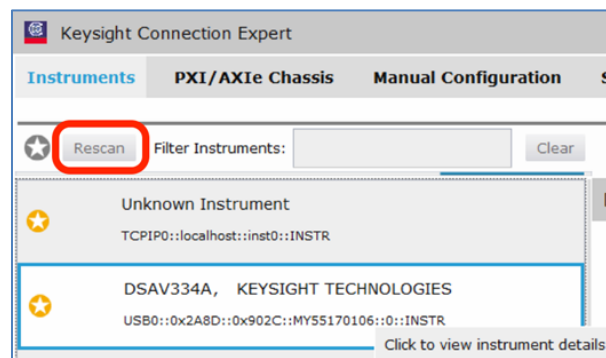 Keysight Connection Expert
Instruments PXI/AXIe Chassis Manual Configuration
Rescan Filter Instruments: Clear
Unknown Instrument
TCPIP0::localhost::inst0::INSTR
DSAV334A, KEYSIGHT TECHNOLOGIES
USB0::0x2A8D::0x902C::MY55170106::0::INSTR
Click to view instrument details